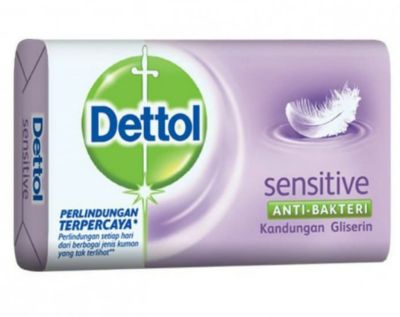 Dettol
sensitive
Dettol
PERLINDUNGAN
TERPERCAYA*
Perlindungan setiap hari
dari berbagai jenis kuman
yang tak terlihat**
sensitive
ANTI-BAKTERI
Kandungan Gliserin